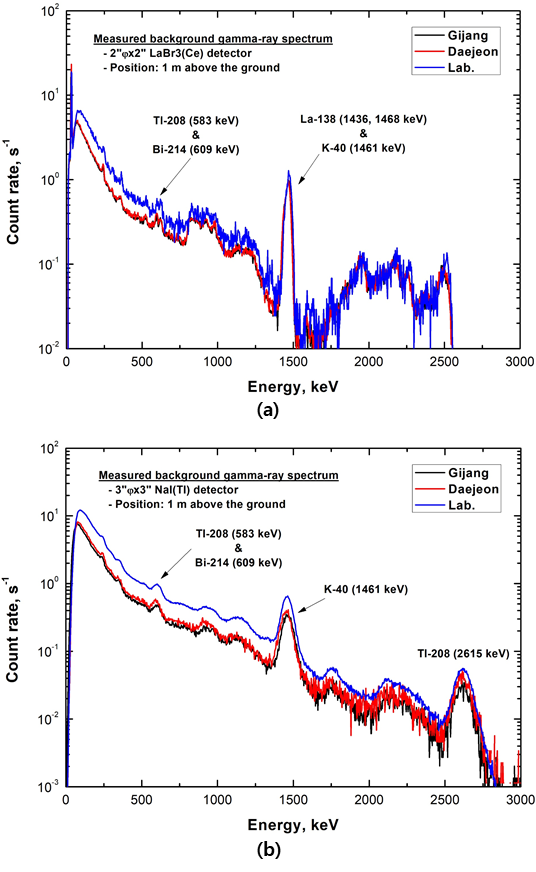 10²
10¹
10⁰
10⁻¹
10⁻²
Count rate, s⁻¹
Measured background gamma-ray spectrum
- 2"φx2" LaBr3(Ce) detector
- Position: 1 m above the ground
Gijang
Daejeon
Lab.
Tl-208 (583 keV)
&
Bi-214 (609 keV)
La-138 (1436, 1468 keV)
&
K-40 (1461 keV)
0 500 1000 1500 2000 2500 3000
Energy, keV
(a)
10²
10¹
10⁰
10⁻¹
10⁻²
10⁻³
Count rate, s⁻¹
Measured background gamma-ray spectrum
- 3"φx3" NaI(Tl) detector
- Position: 1 m above the ground
Gijang
Daejeon
Lab.
Tl-208 (583 keV)
&
Bi-214 (609 keV)
K-40 (1461 keV)
Tl-208 (2615 keV)
0 500 1000 1500 2000 2500 3000
Energy, keV
(b)